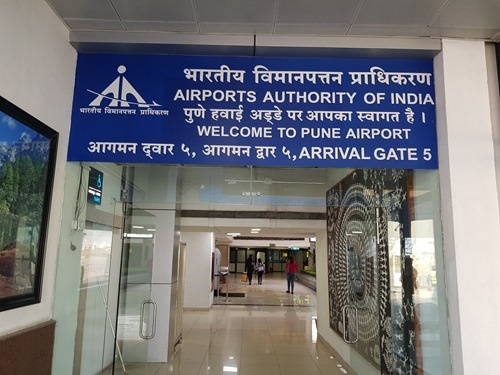 भारतीय विमानपत्तन प्राधिकरण
AIRPORTS AUTHORITY OF INDIA
भारतीय विमानपत्तन प्राधिकरण
पुणे हवाई अड्डे पर आपका स्वागत है ।
WELCOME TO PUNE AIRPORT
आगमन द्वार ५, आगमन द्वार ५, ARRIVAL GATE 5